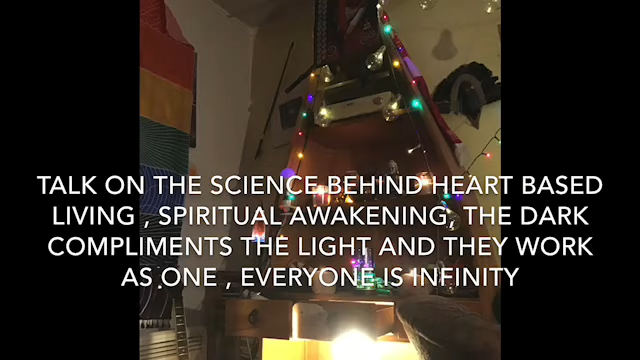 TALK ON THE SCIENCE BEHIND HEART BASED
LIVING , SPIRITUAL AWAKENING, THE DARK
COMPLIMENTS THE LIGHT AND THEY WORK
AS ONE , EVERYONE IS INFINITY